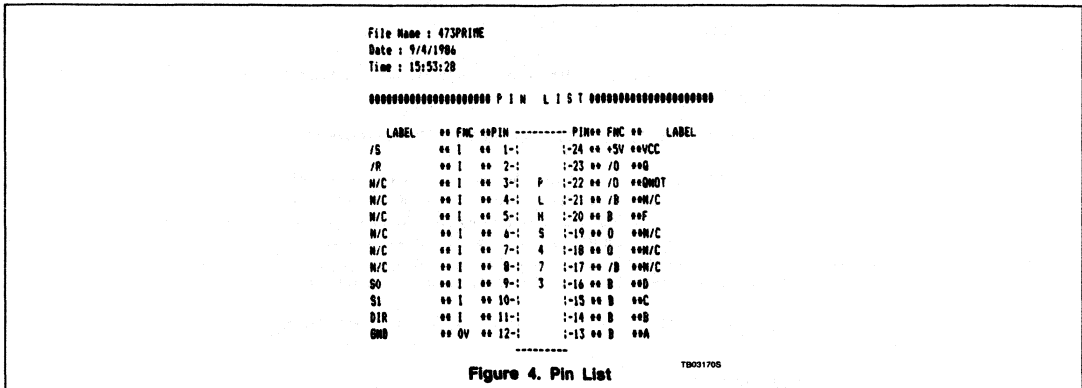 File Name : 473PRIME
Date : 9/4/1986
Time : 15:53:28
#################### P I N   L I S T ####################
LABEL ** FNC **PIN --------- PIN** FNC ** LABEL
/S ** I ** 1-| |-24 ** +5V **VCC
/R ** I ** 2-| |-23 ** /O **Q
N/C ** I ** 3-| P |-22 ** /O **QNOT
N/C ** I ** 4-| L |-21 ** /B **N/C
N/C ** I ** 5-| H |-20 ** B **F
N/C ** I ** 6-| S |-19 ** O **N/C
N/C ** I ** 7-| 4 |-18 ** O **N/C
N/C ** I ** 8-| 7 |-17 ** /B **N/C
S0 ** I ** 9-| 3 |-16 ** B **D
S1 ** I ** 10-| |-15 ** B **C
DIR ** I ** 11-| |-14 ** B **B
GND ** 0V ** 12-| |-13 ** B **A
---------
TB03170S
Figure 4. Pin List